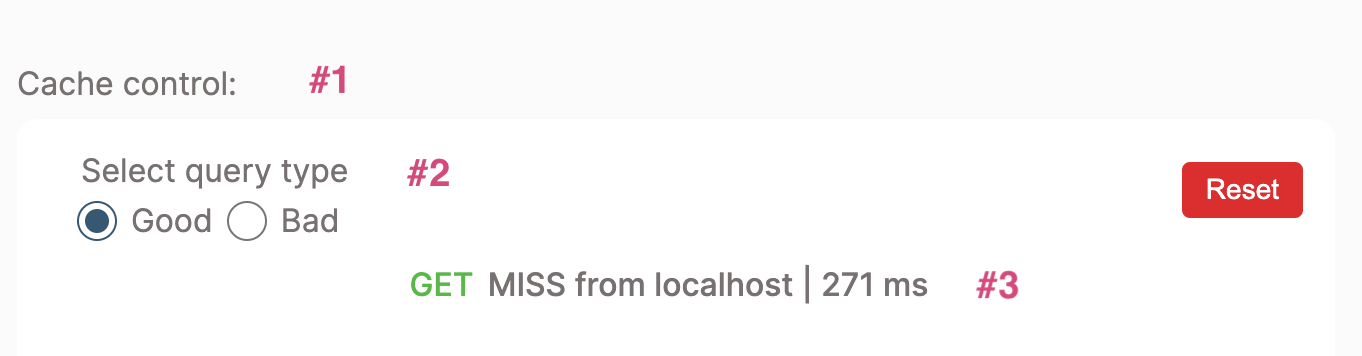 Cache control: #1
Select query type #2
Reset
Good Bad
GET MISS from localhost | 271 ms #3